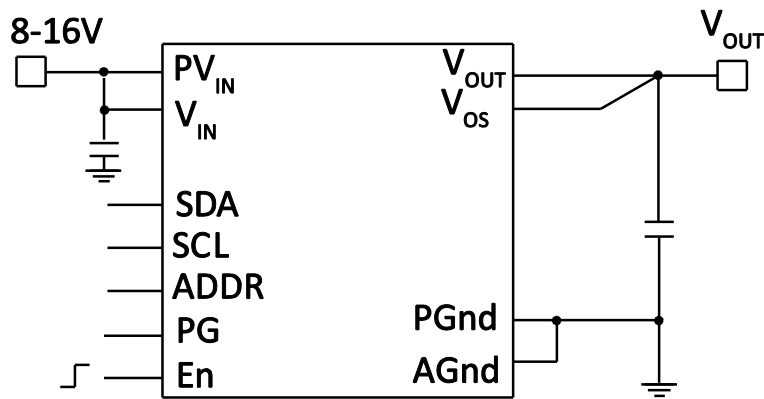 8-16V
PV_IN
V_IN
SDA
SCL
ADDR
PG
En
V_OUT
V_OS
PGnd
AGnd
V_OUT